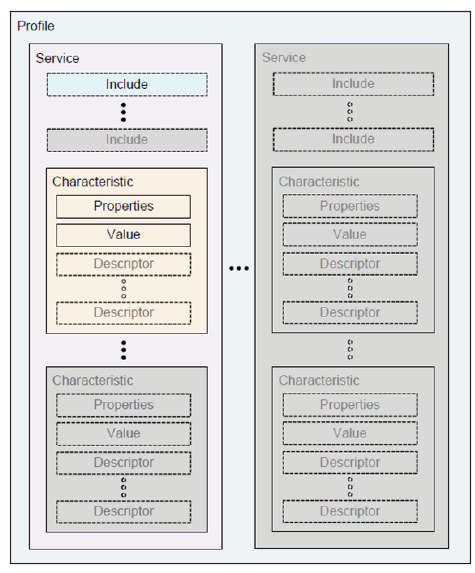 Profile
Service
Include
Include
Characteristic
Properties
Value
Descriptor
Descriptor
Characteristic
Properties
Value
Descriptor
Descriptor
Service
Include
Include
Characteristic
Properties
Value
Descriptor
Descriptor
Characteristic
Properties
Value
Descriptor
Descriptor